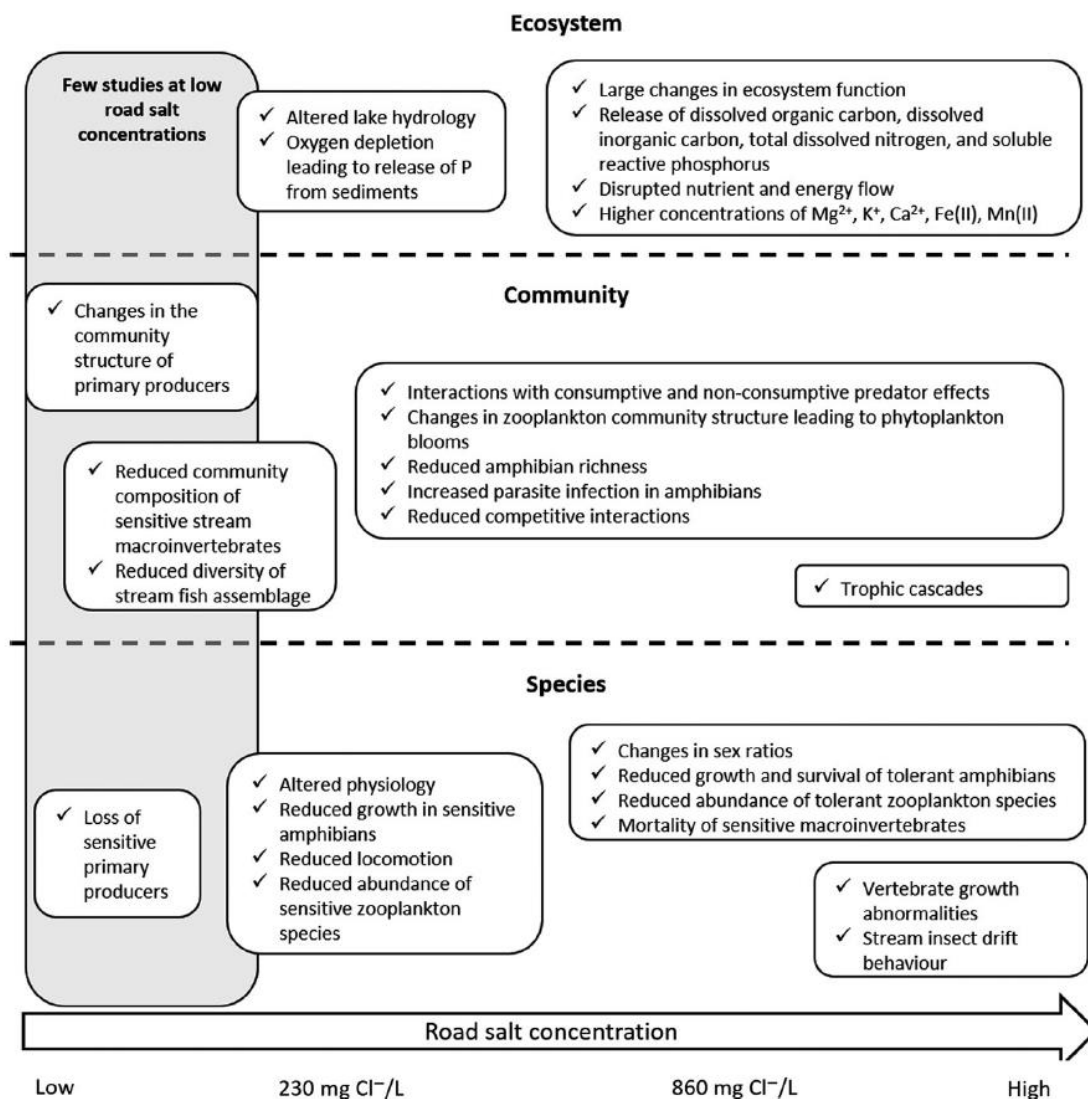 Ecosystem
Few studies at low
road salt
concentrations
✓ Altered lake hydrology
✓ Oxygen depletion
leading to release of P
from sediments
✓ Large changes in ecosystem function
✓ Release of dissolved organic carbon, dissolved
inorganic carbon, total dissolved nitrogen, and soluble
reactive phosphorus
✓ Disrupted nutrient and energy flow
✓ Higher concentrations of Mg²⁺, K⁺, Ca²⁺, Fe(II), Mn(II)
Community
✓ Changes in the
community
structure of
primary producers
✓ Reduced community
composition of
sensitive stream
macroinvertebrates
✓ Reduced diversity of
stream fish assemblage
✓ Interactions with consumptive and non-consumptive predator effects
✓ Changes in zooplankton community structure leading to phytoplankton
blooms
✓ Reduced amphibian richness
✓ Increased parasite infection in amphibians
✓ Reduced competitive interactions
✓ Trophic cascades
Species
✓ Loss of
sensitive
primary
producers
✓ Altered physiology
✓ Reduced growth in sensitive
amphibians
✓ Reduced locomotion
✓ Reduced abundance of
sensitive zooplankton
species
✓ Changes in sex ratios
✓ Reduced growth and survival of tolerant amphibians
✓ Reduced abundance of tolerant zooplankton species
✓ Mortality of sensitive macroinvertebrates
✓ Vertebrate growth
abnormalities
✓ Stream insect drift
behaviour
Road salt concentration
Low 230 mg Cl⁻/L 860 mg Cl⁻/L High